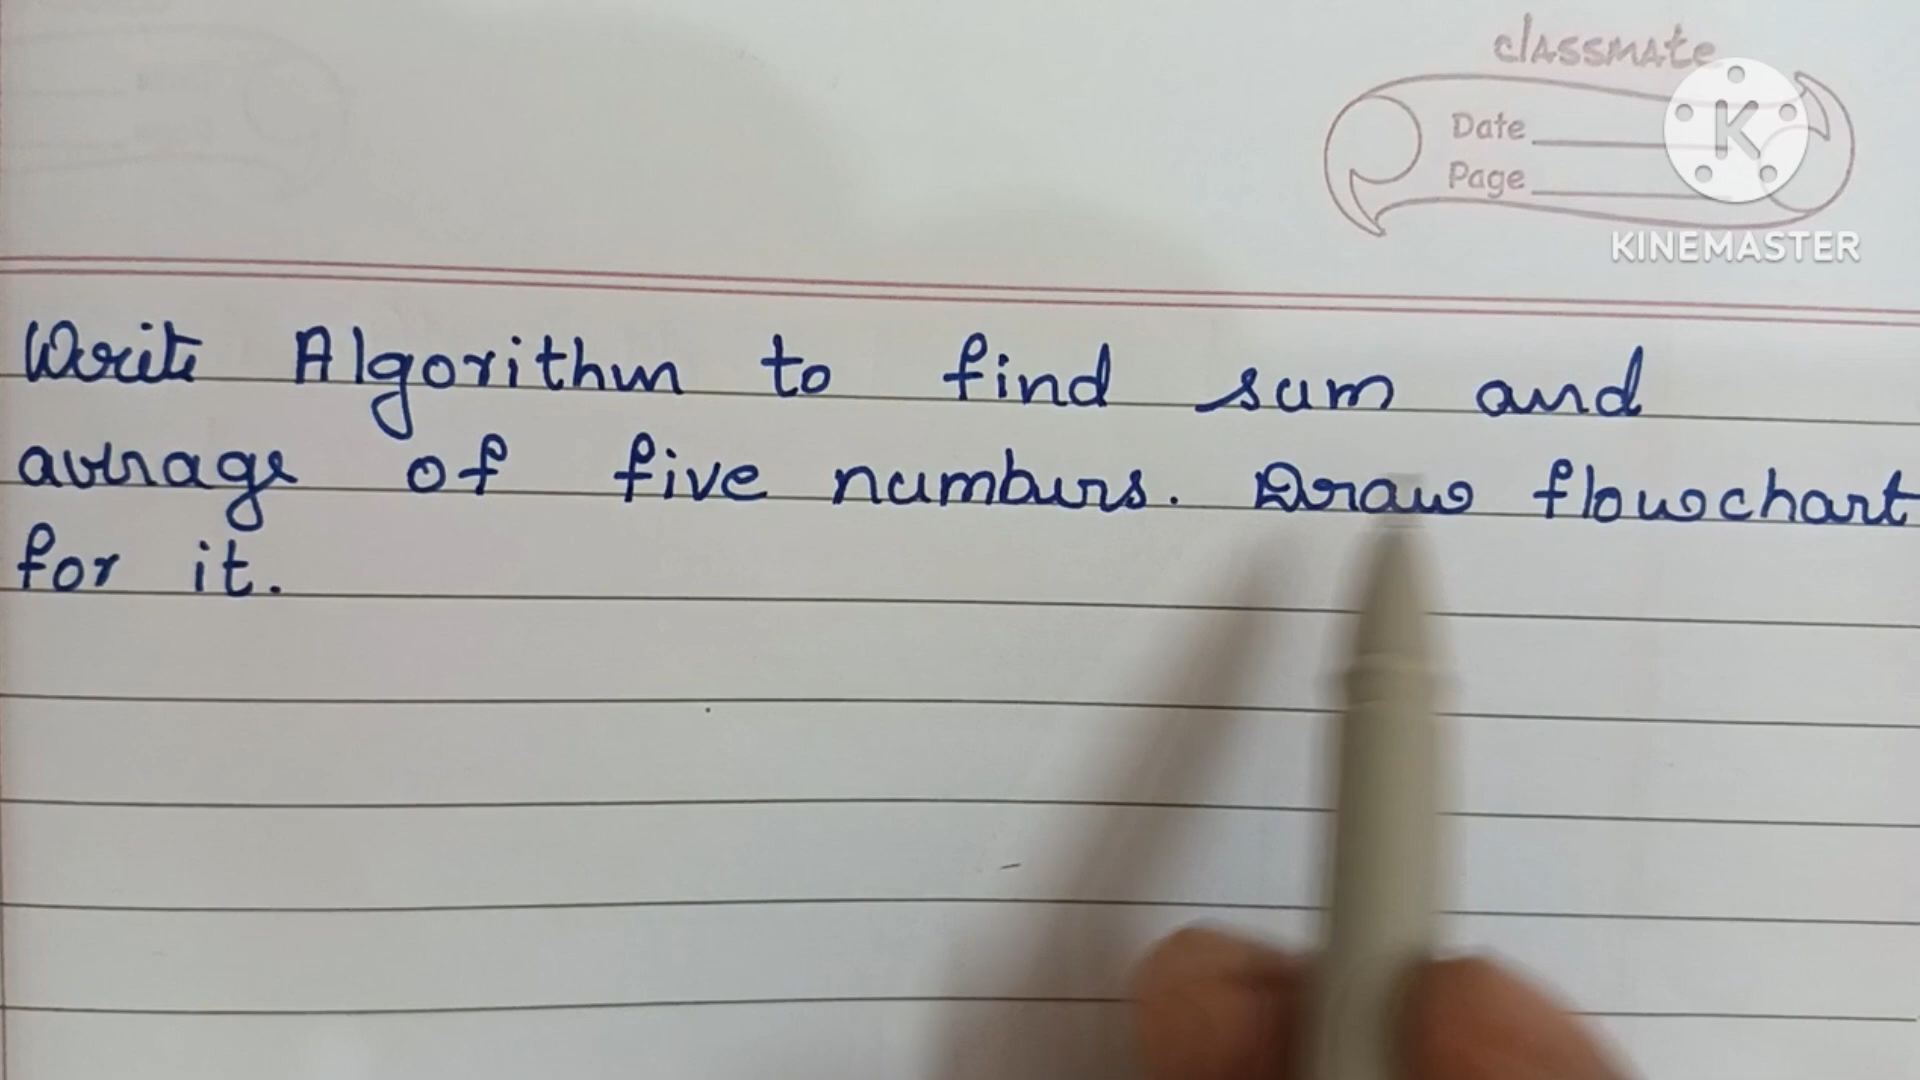 classmate
Date
Page
K
KINEMASTER
Write Algorithm to find sum and
average of five numbers. Draw flowchart
for it.